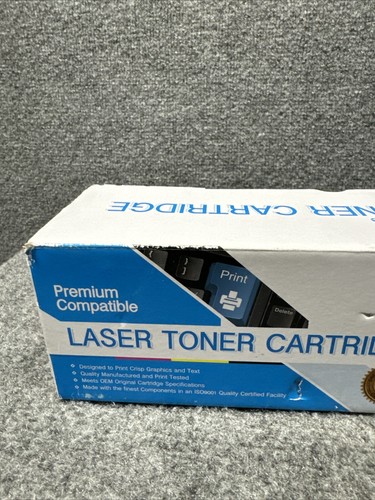 NER CARTRIDGE
Premium
Compatible
Print
Delete
LASER TONER CARTRID
Designed to Print Crisp Graphics and Text
Quality Manufactured and Print Tested
Meets OEM Original Cartridge Specifications
Made with the finest Components in an ISO9001 Quality Certified Facility